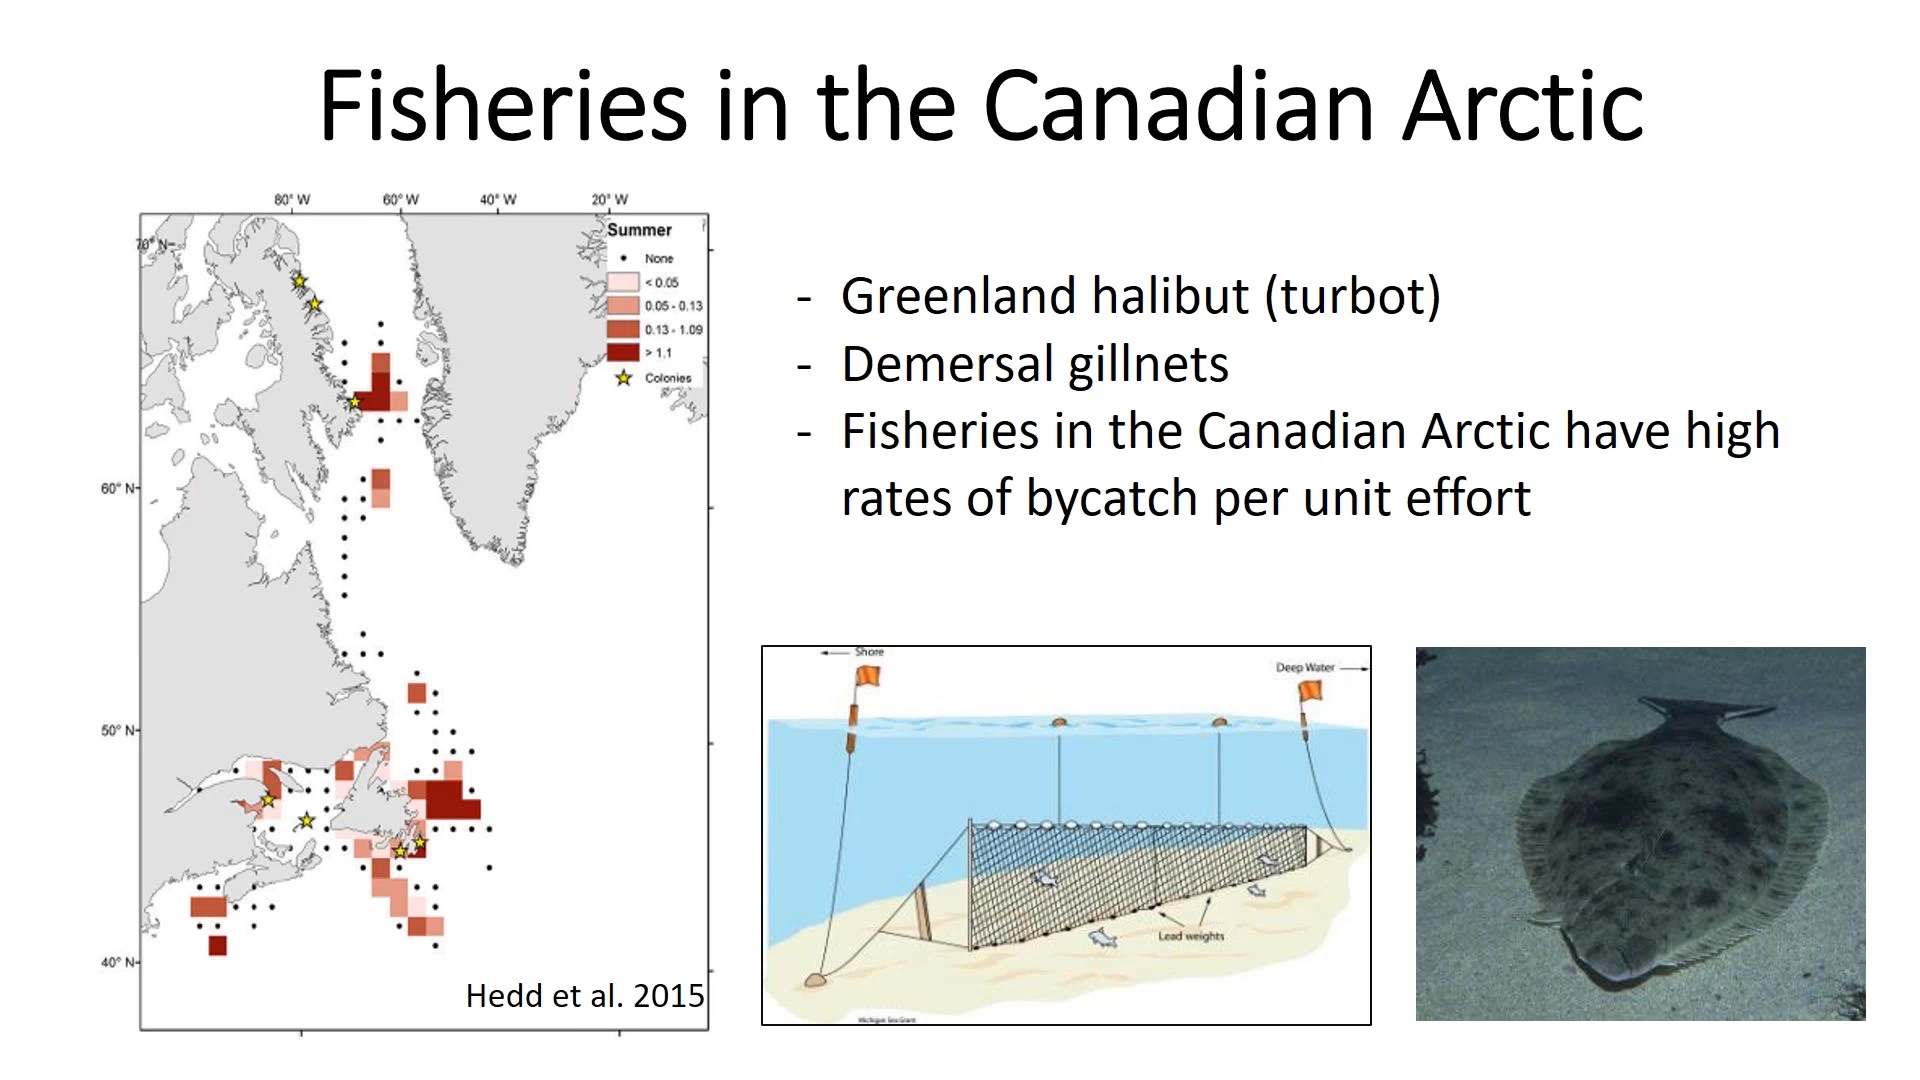 Fisheries in the Canadian Arctic
80° W 60° W 40° W 20° W
70° N
60° N
50° N
40° N
Summer
None
< 0.05
0.05 - 0.13
0.13 - 1.09
> 1.1
Colonies
Hedd et al. 2015
- Greenland halibut (turbot)
- Demersal gillnets
- Fisheries in the Canadian Arctic have high
rates of bycatch per unit effort
Shore
Deep Water
Lead weights
Michigan Sea Grant